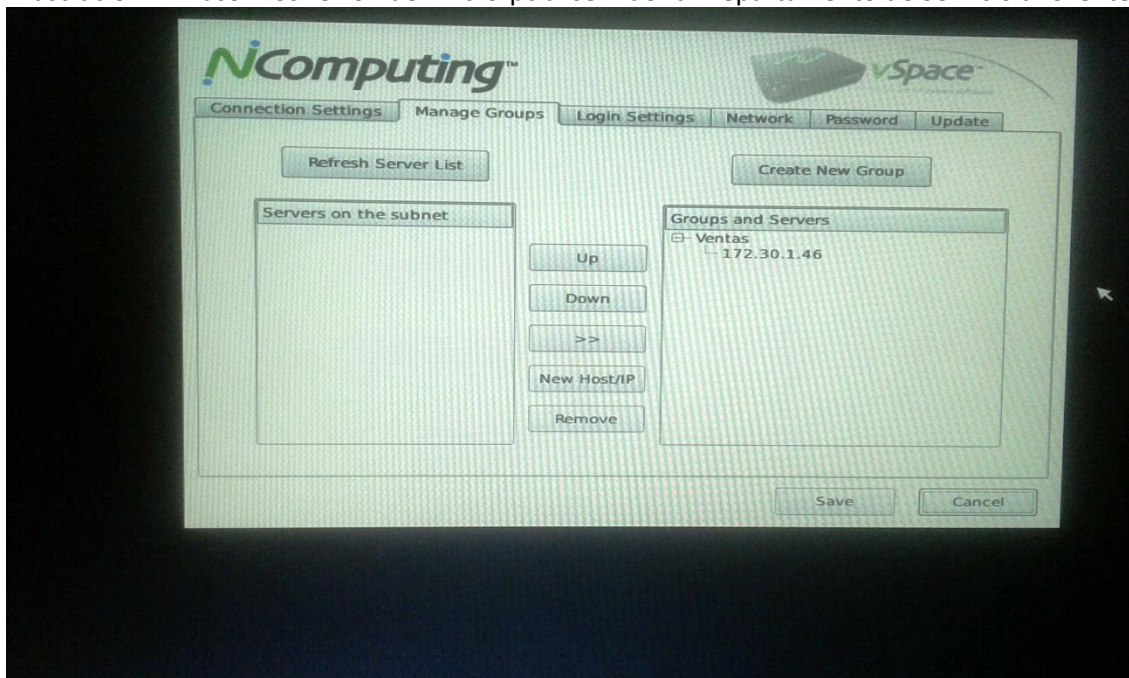 NComputing™
vSpace
Connection Settings
Manage Groups
Login Settings
Network
Password
Update
Refresh Server List
Create New Group
Servers on the subnet
Groups and Servers
Ventas
172.30.1.46
Up
Down
>>
New Host/IP
Remove
Save
Cancel